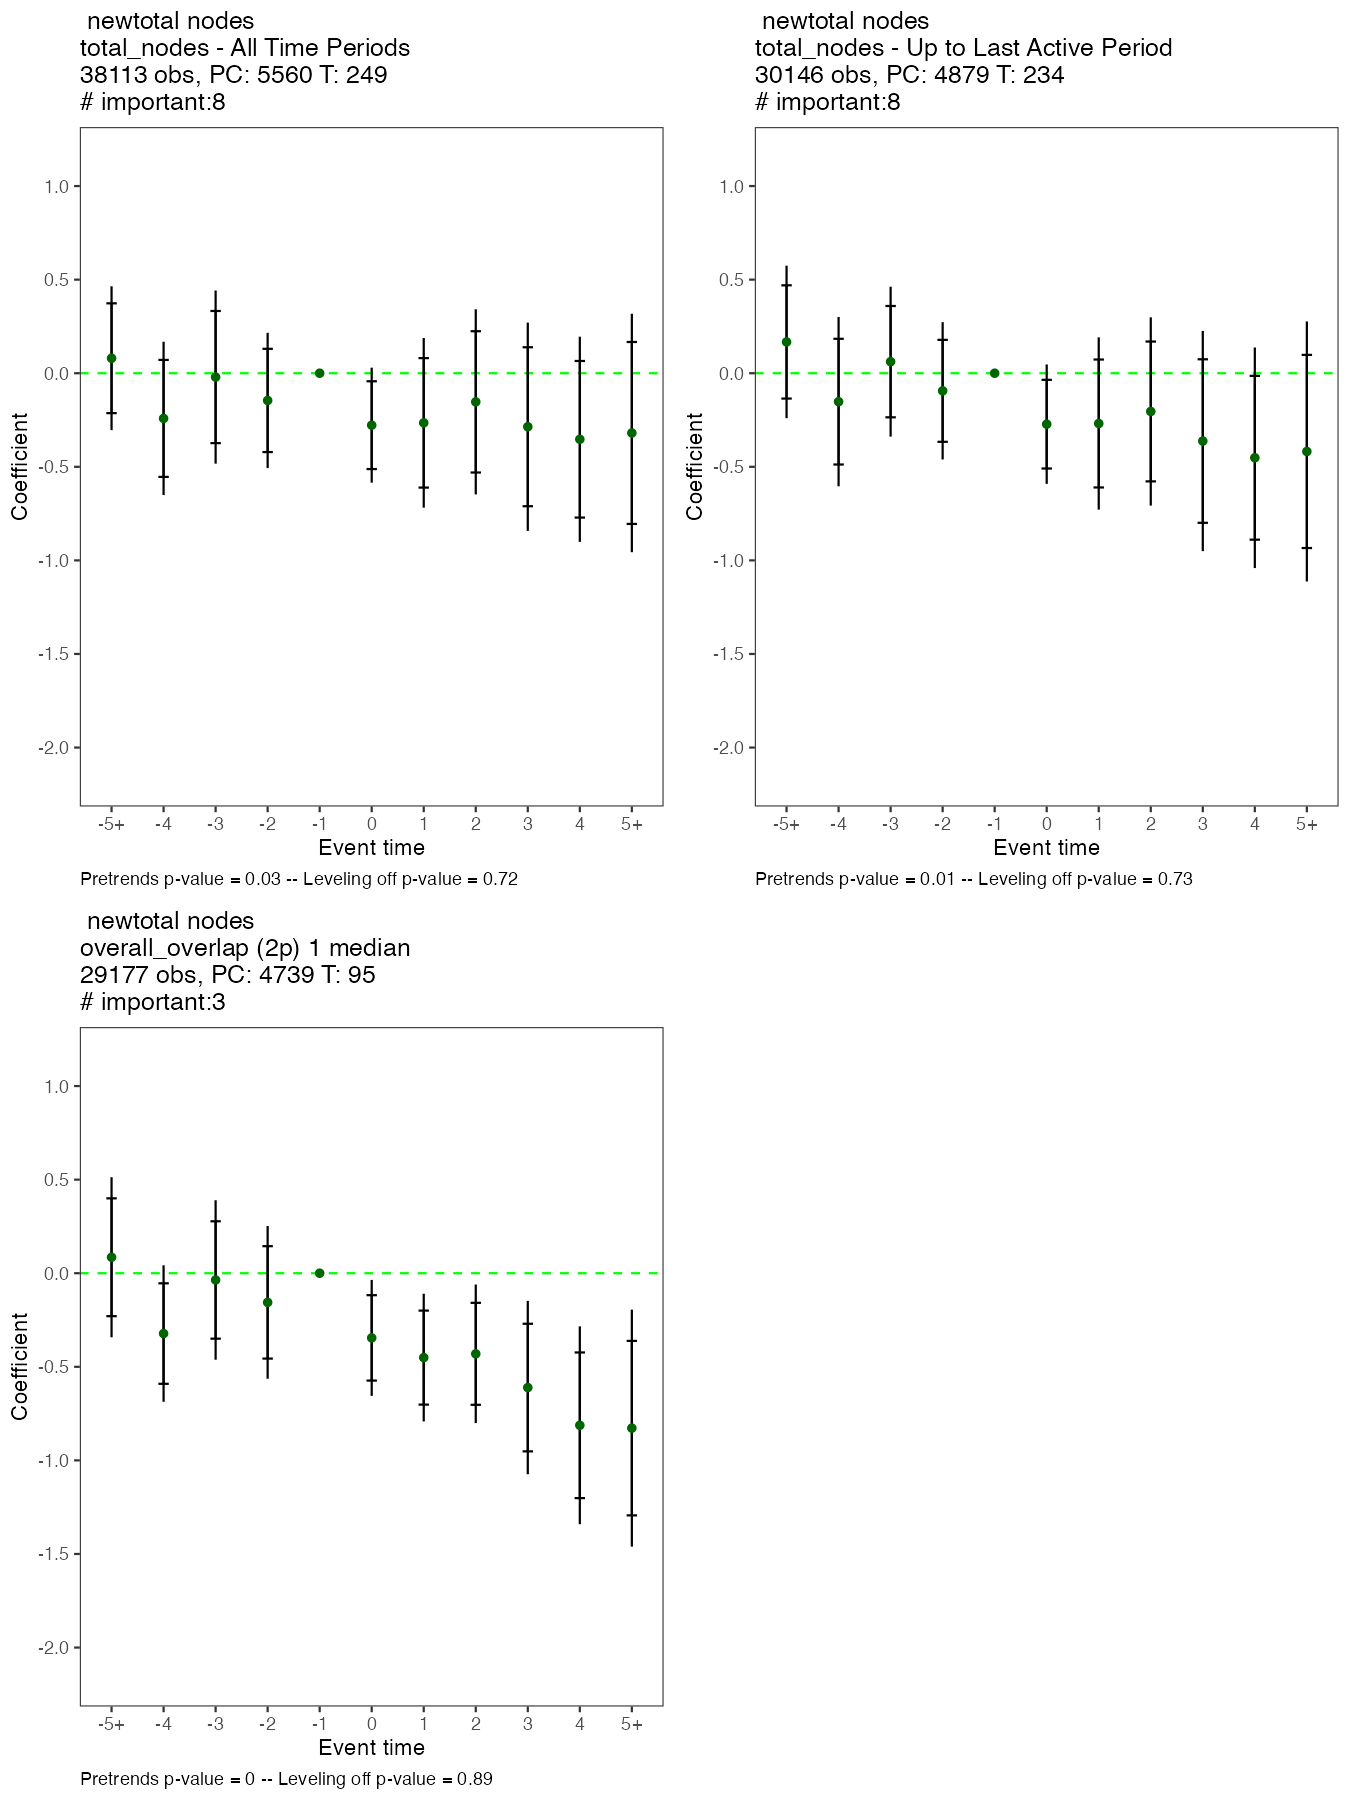 newtotal nodes
total_nodes - All Time Periods
38113 obs, PC: 5560 T: 249
# important:8
1.0
0.5
0.0
-0.5
-1.0
-1.5
-2.0
Coefficient
-5+ -4 -3 -2 -1 0 1 2 3 4 5+
Event time
Pretrends p-value = 0.03 -- Leveling off p-value = 0.72
newtotal nodes
total_nodes - Up to Last Active Period
30146 obs, PC: 4879 T: 234
# important:8
1.0
0.5
0.0
-0.5
-1.0
-1.5
-2.0
Coefficient
-5+ -4 -3 -2 -1 0 1 2 3 4 5+
Event time
Pretrends p-value = 0.01 -- Leveling off p-value = 0.73
newtotal nodes
overall_overlap (2p) 1 median
29177 obs, PC: 4739 T: 95
# important:3
1.0
0.5
0.0
-0.5
-1.0
-1.5
-2.0
Coefficient
-5+ -4 -3 -2 -1 0 1 2 3 4 5+
Event time
Pretrends p-value = 0 -- Leveling off p-value = 0.89